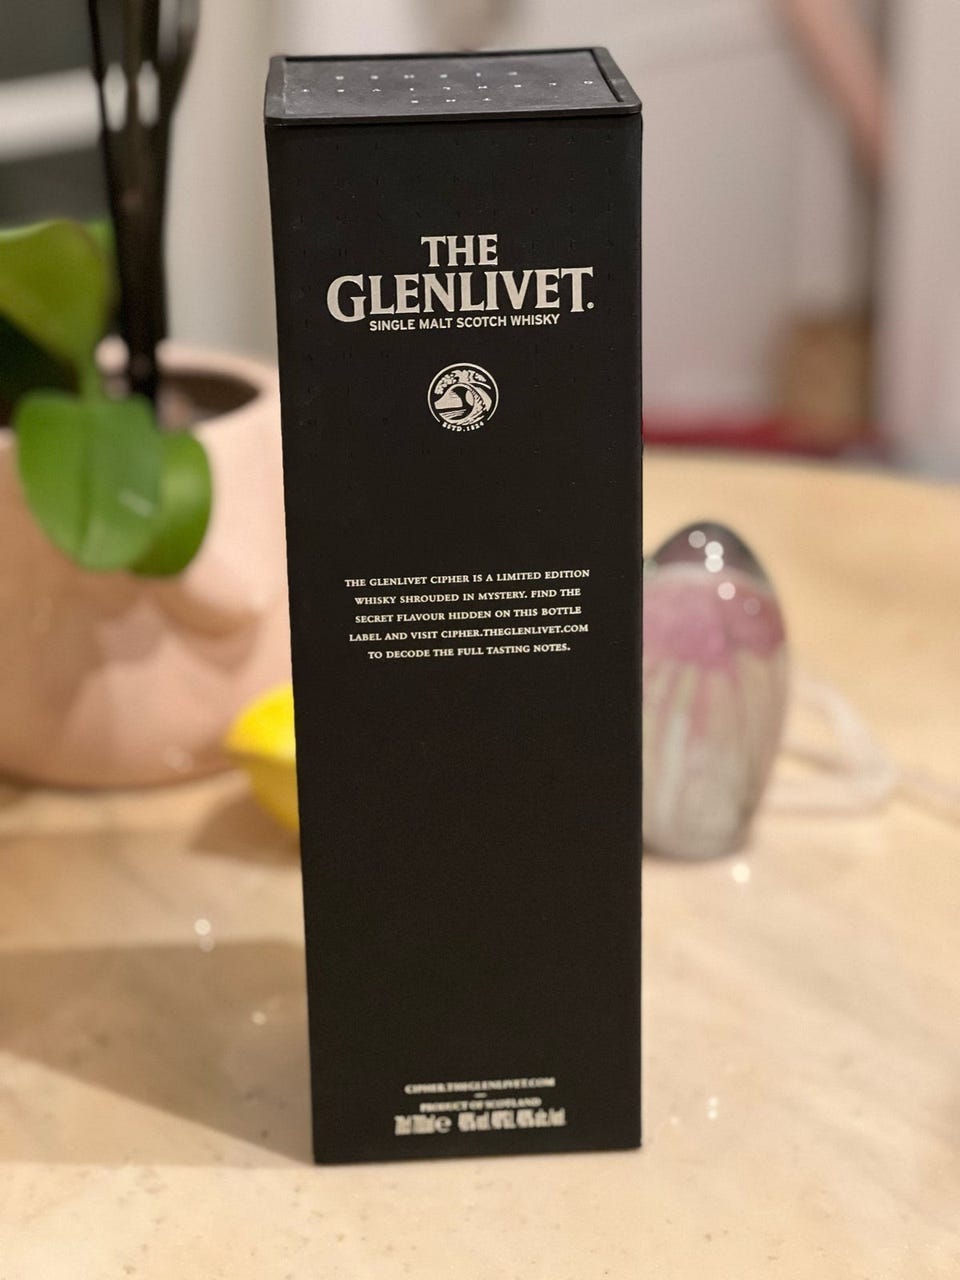 THE
GLENLIVET.
SINGLE MALT SCOTCH WHISKY
ESTD. 1824
THE GLENLIVET CIPHER IS A LIMITED EDITION
WHISKY SHROUDED IN MYSTERY. FIND THE
SECRET FLAVOUR HIDDEN ON THIS BOTTLE
LABEL AND VISIT CIPHER.THEGLENLIVET.COM
TO DECODE THE FULL TASTING NOTES.
CIPHER.THEGLENLIVET.COM
PRODUCT OF SCOTLAND